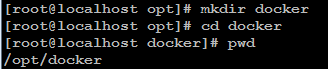 [root@localhost opt]# mkdir docker
[root@localhost opt]# cd docker
[root@localhost docker]# pwd
/opt/docker